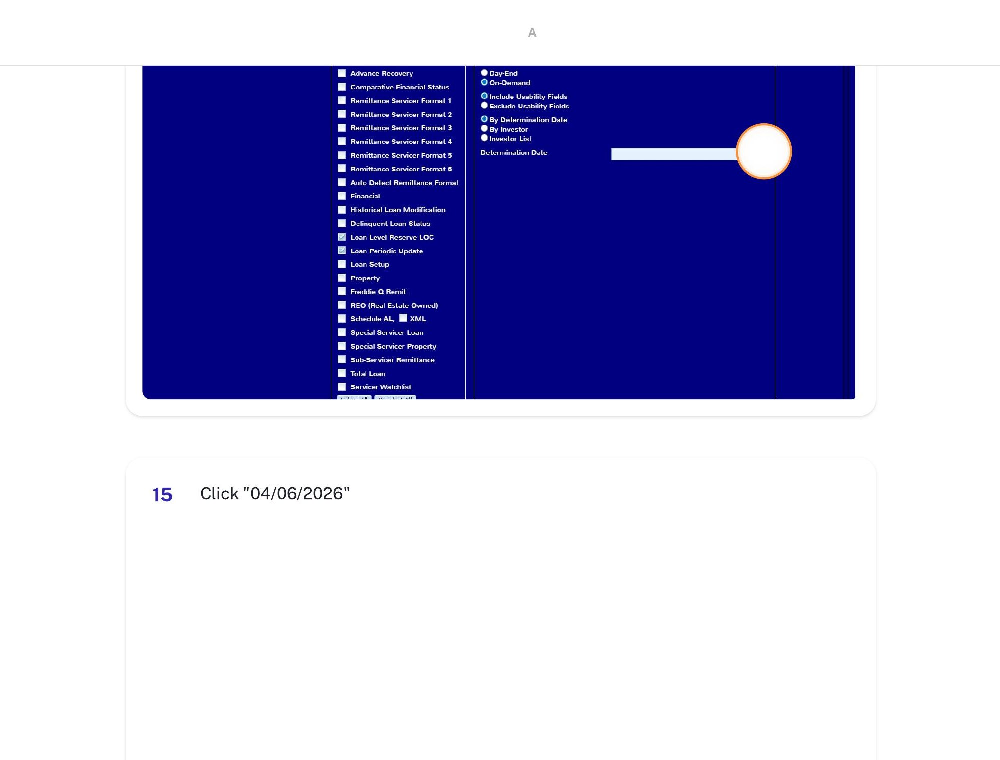 A
Advance Recovery
Comparative Financial Status
Remittance Servicer Format 1
Remittance Servicer Format 2
Remittance Servicer Format 3
Remittance Servicer Format 4
Remittance Servicer Format 5
Remittance Servicer Format 6
Auto Detect Remittance Format
Financial
Historical Loan Modification
Delinquent Loan Status
Loan Level Reserve LOC
Loan Periodic Update
Loan Setup
Property
Freddie Q Remit
REO (Real Estate Owned)
Schedule AL, XML
Special Servicer Loan
Special Servicer Property
Sub-Servicer Remittance
Total Loan
Servicer Watchlist
Select All Deselect All
Day-End
On-Demand
Include Usability Fields
Exclude Usability Fields
By Determination Date
By Investor
Investor List
Determination Date
15 Click "04/06/2026"